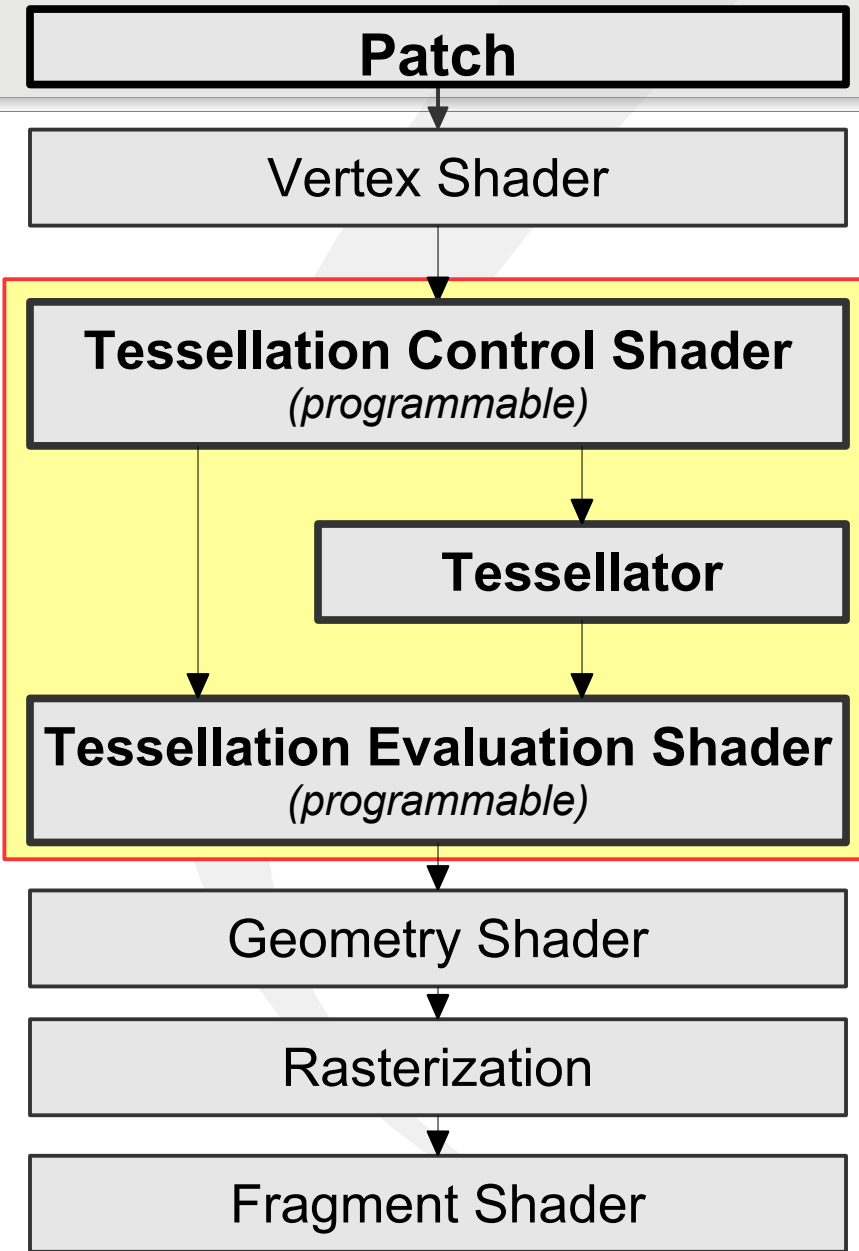 Patch
Vertex Shader
Tessellation Control Shader
(programmable)
Tessellator
Tessellation Evaluation Shader
(programmable)
Geometry Shader
Rasterization
Fragment Shader